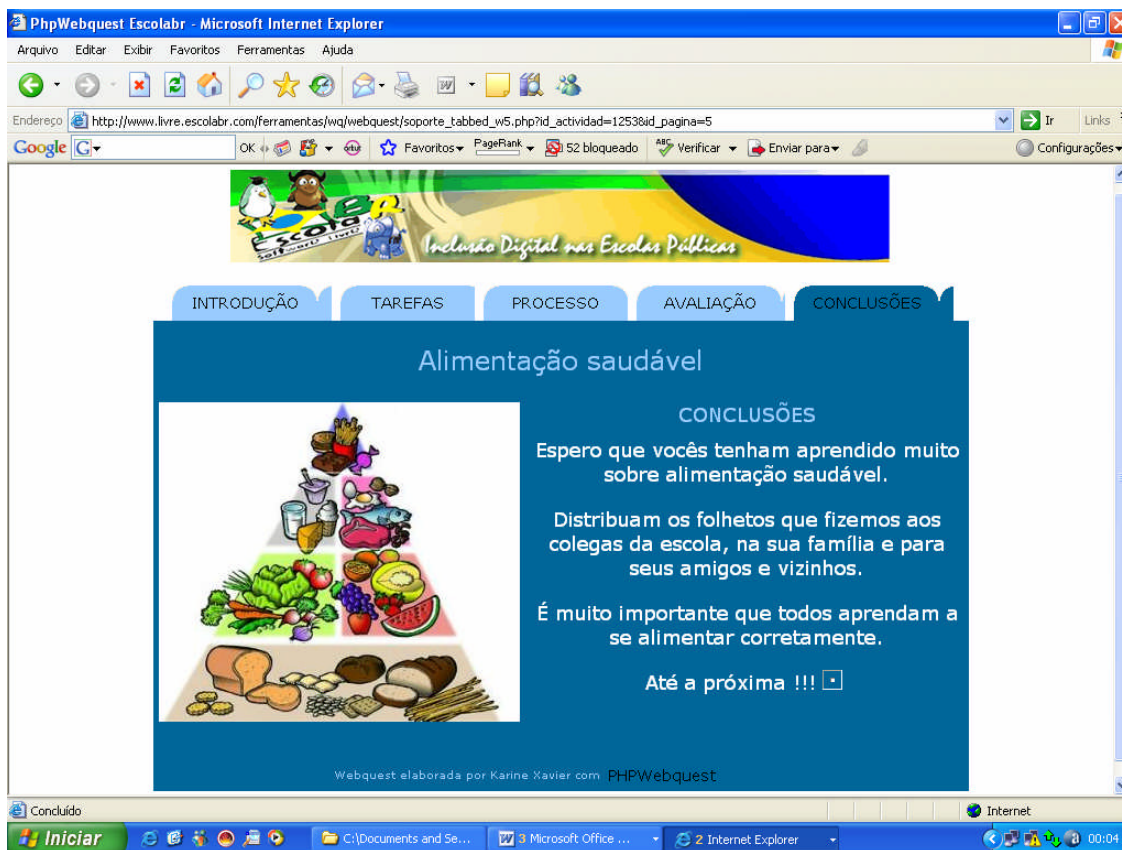 PhpWebquest Escolabr - Microsoft Internet Explorer
Arquivo Editar Exibir Favoritos Ferramentas Ajuda
Endereço http://www.livre.escolabr.com/ferramentas/wq/webquest/soporte_tabbed_w5.php?id_actividad=1253&id_pagina=5 Ir Links
Google G OK Favoritos PageRank 52 bloqueado ABC Verificar Enviar para Configurações
EscolaBR
Software Livre
Inclusão Digital nas Escolas Públicas
INTRODUÇÃO TAREFAS PROCESSO AVALIAÇÃO CONCLUSÕES
Alimentação saudável
CONCLUSÕES
Espero que vocês tenham aprendido muito
sobre alimentação saudável.
Distribuam os folhetos que fizemos aos
colegas da escola, na sua família e para
seus amigos e vizinhos.
É muito importante que todos aprendam a
se alimentar corretamente.
Até a próxima !!!
Webquest elaborada por Karine Xavier com PHPWebquest
Concluído Internet
Iniciar C:\Documents and Se... 3 Microsoft Office ... 2 Internet Explorer 00:04